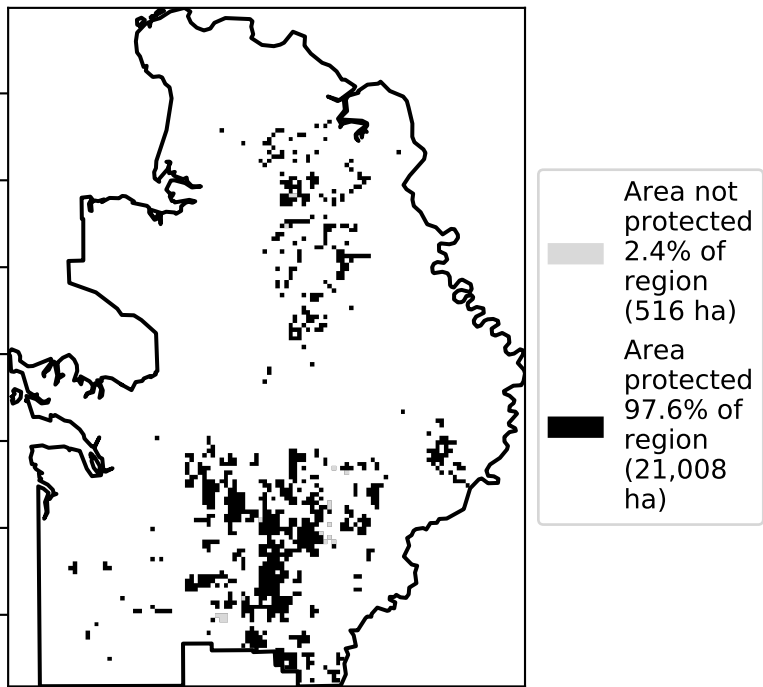 Area not
protected
2.4% of
region
(516 ha)
Area
protected
97.6% of
region
(21,008
ha)